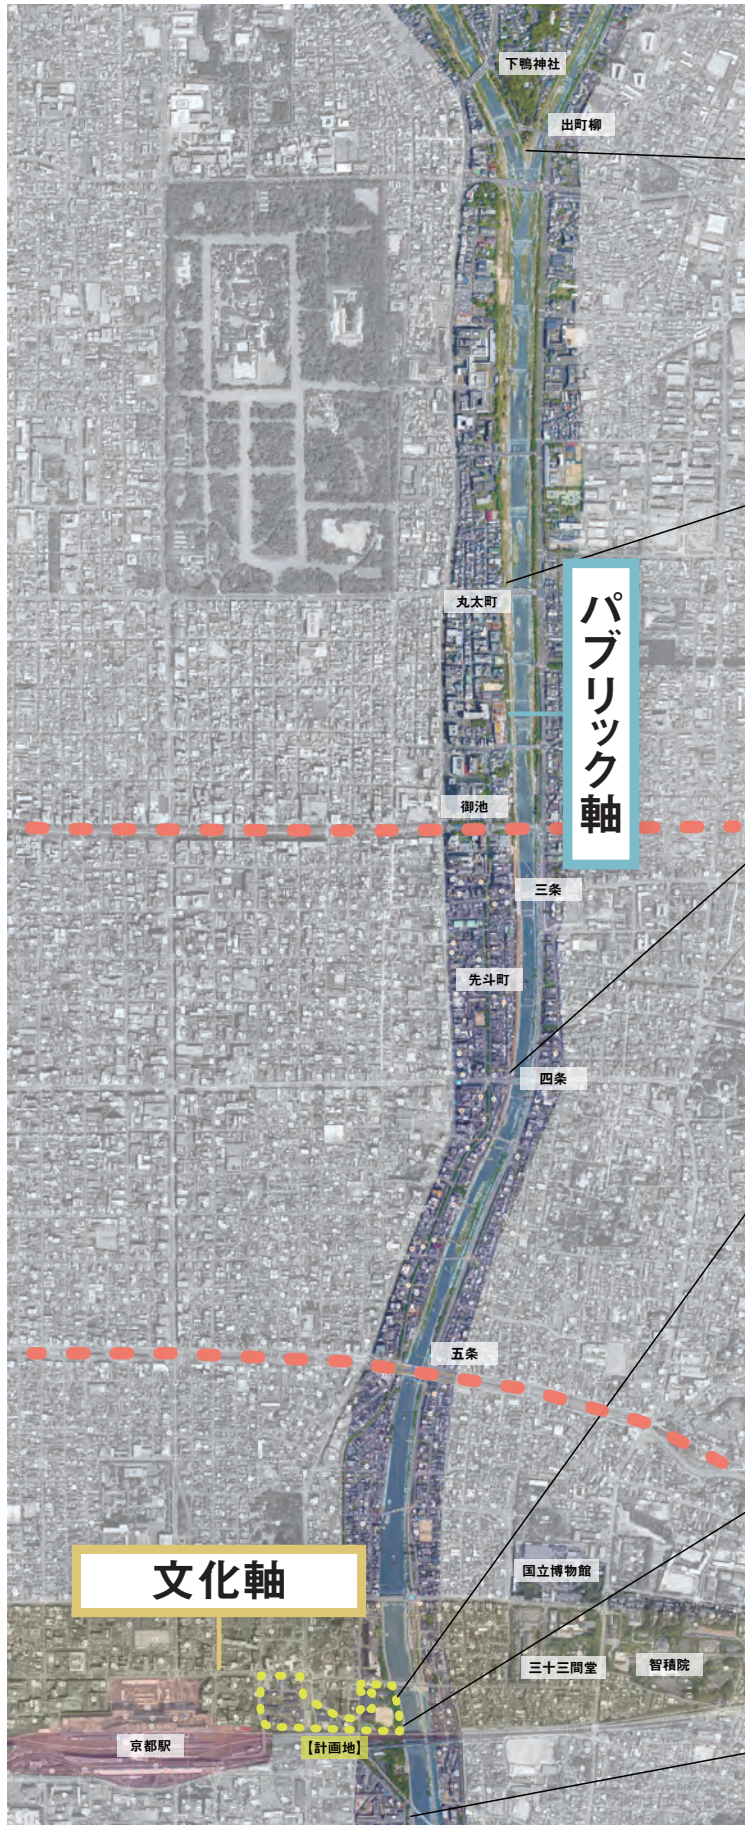 下鴨神社
出町柳
丸太町
パブリック軸
御池
三条
先斗町
四条
五条
文化軸
国立博物館
三十三間堂
智積院
京都駅
【計画地】